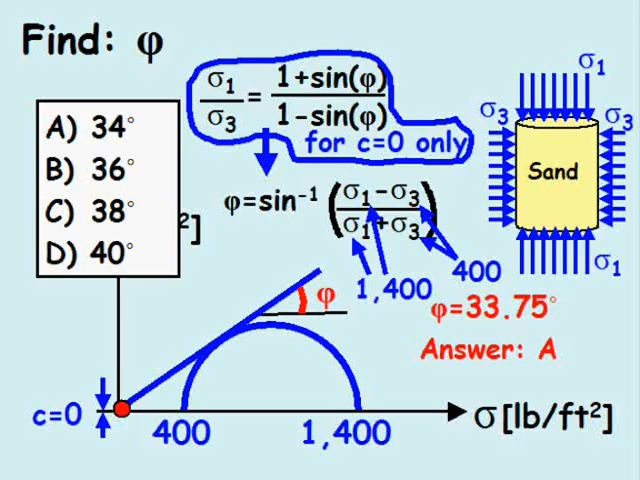 Find: φ
σ1/σ3 = 1+sin(φ)/1-sin(φ)
for c=0 only
A) 34°
B) 36°
C) 38°
D) 40°
²]
φ=sin⁻¹ (σ1-σ3/σ1+σ3)
1,400
400
φ=33.75°
Answer: A
σ1
σ3
σ3
Sand
σ1
φ
c=0
400
1,400
σ[lb/ft²]